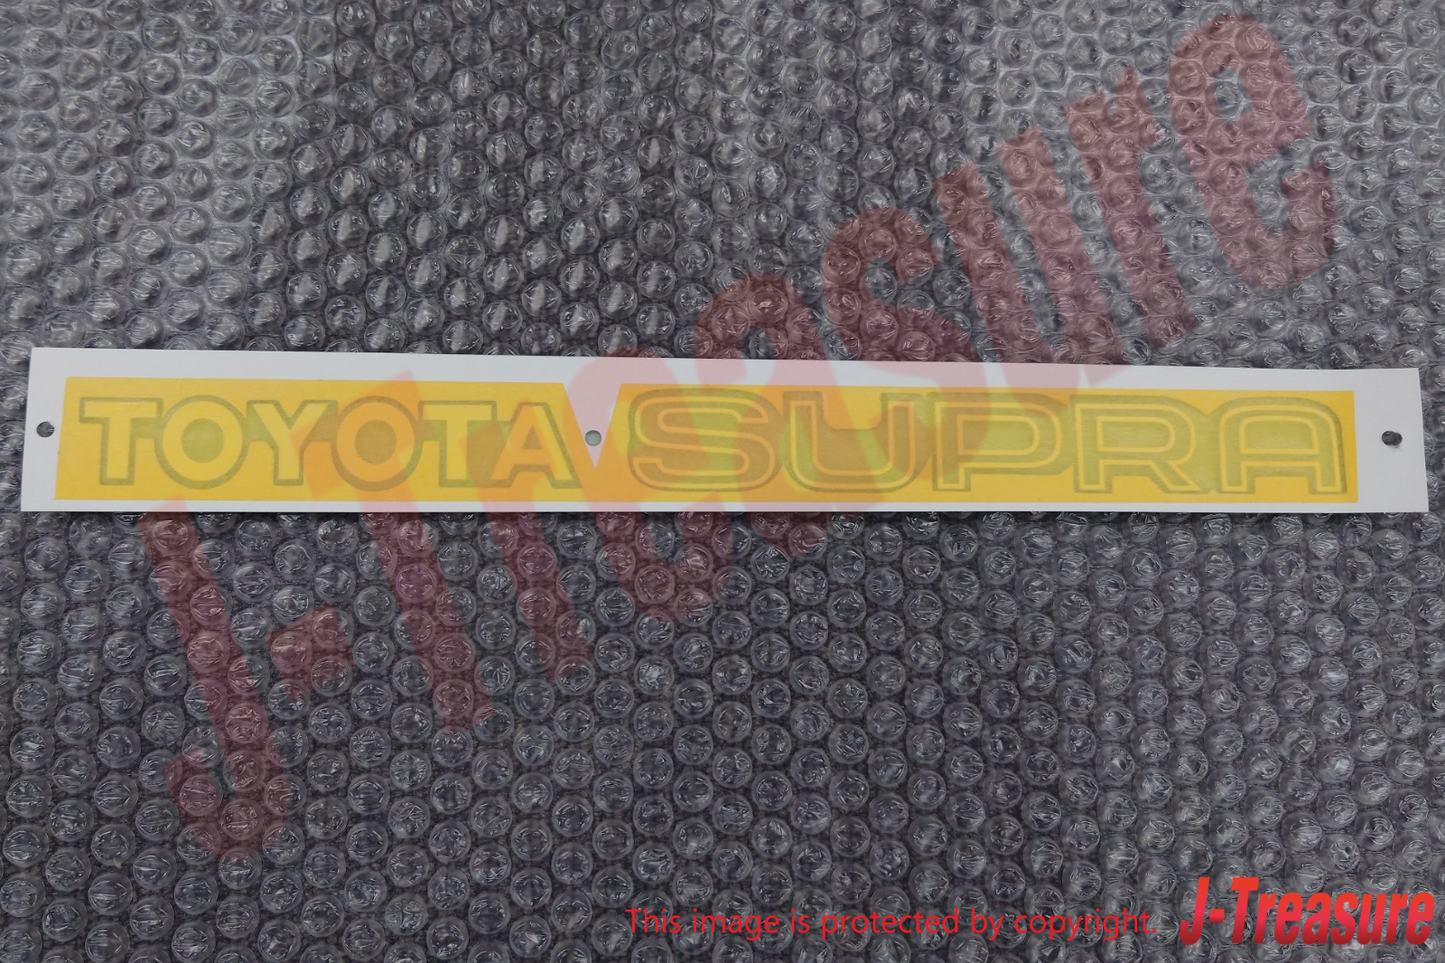 TOYOTA SUPRA
J-Treasure
This image is protected by copyright. J-Treasure